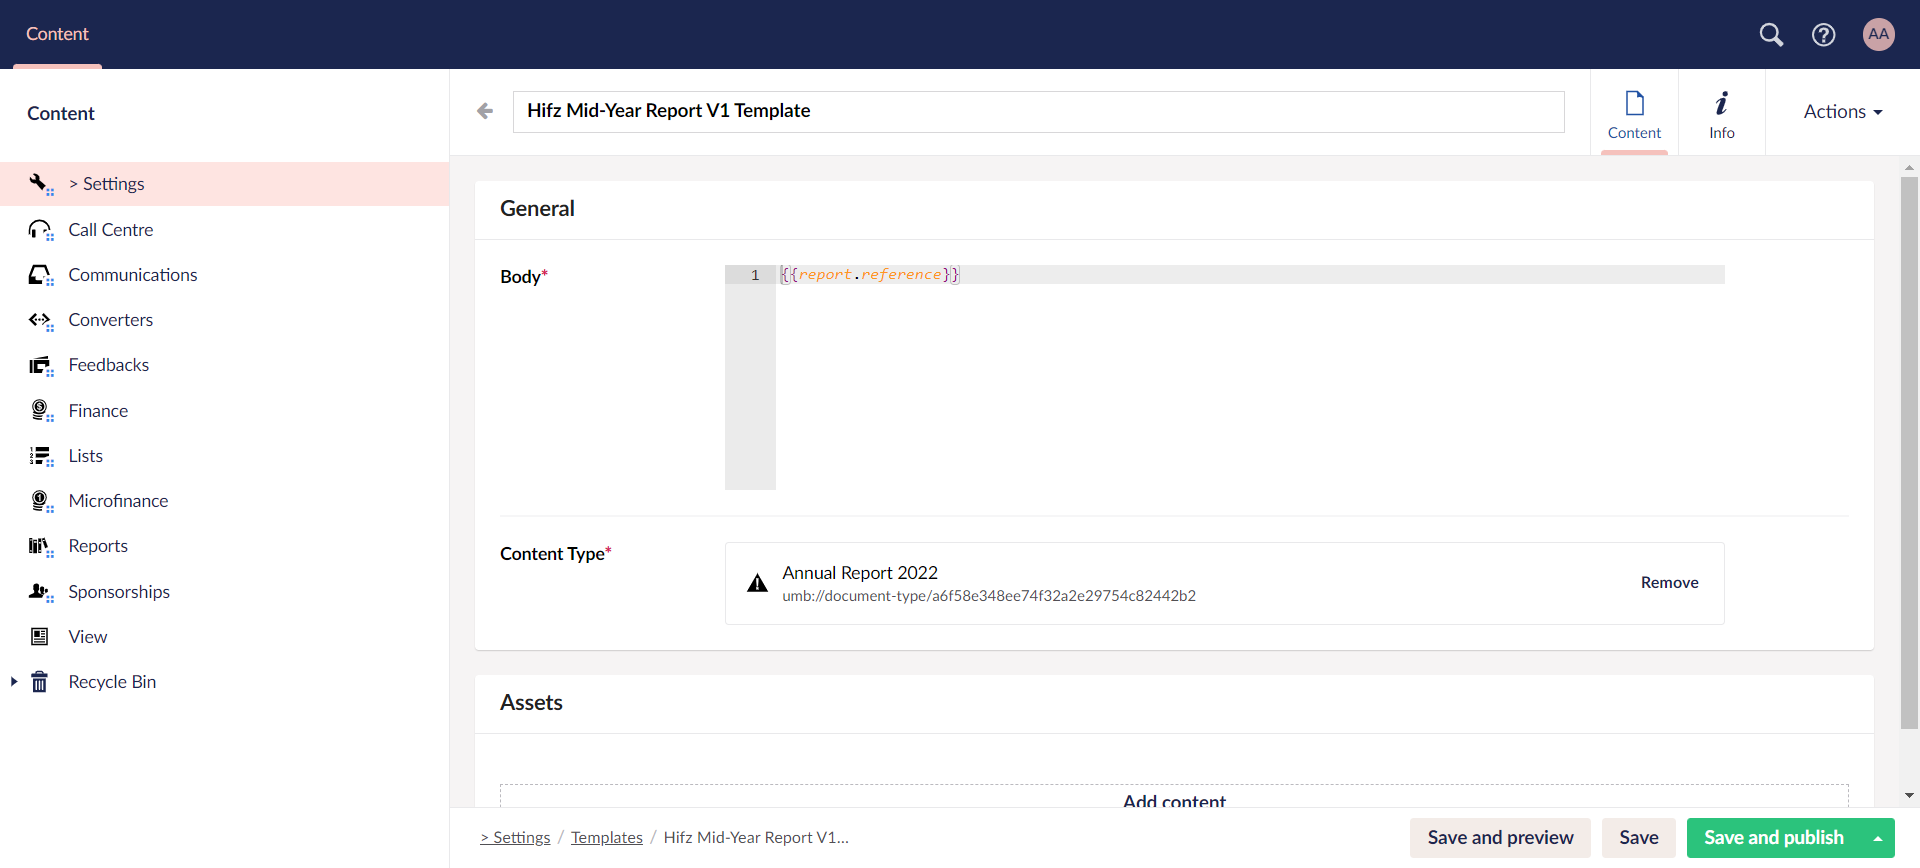 Content
AA
Content
> Settings
Call Centre
Communications
Converters
Feedbacks
Finance
Lists
Microfinance
Reports
Sponsorships
View
Recycle Bin
Hifz Mid-Year Report V1 Template
Content
Info
Actions
General
Body*
1 {{report.reference}}
Content Type*
Annual Report 2022
umb://document-type/a6f58e348ee74f32a2e29754c82442b2
Remove
Assets
Add content
> Settings / Templates / Hifz Mid-Year Report V1...
Save and preview
Save
Save and publish